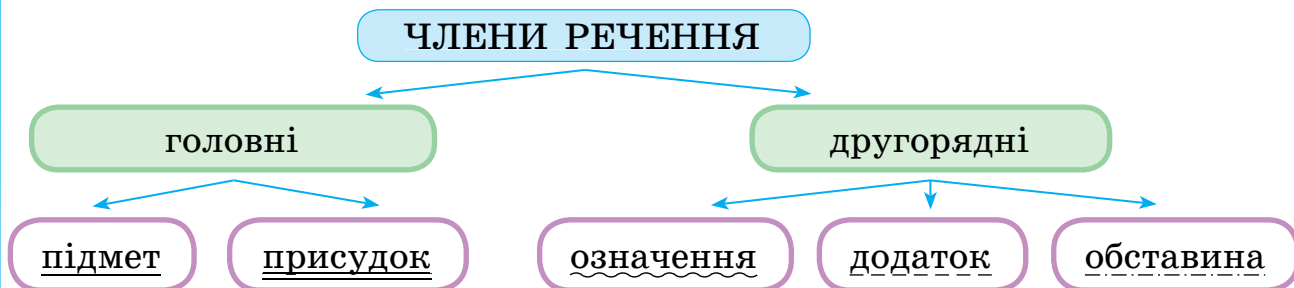 ЧЛЕНИ РЕЧЕННЯ
головні другорядні
підмет присудок означення додаток обставина